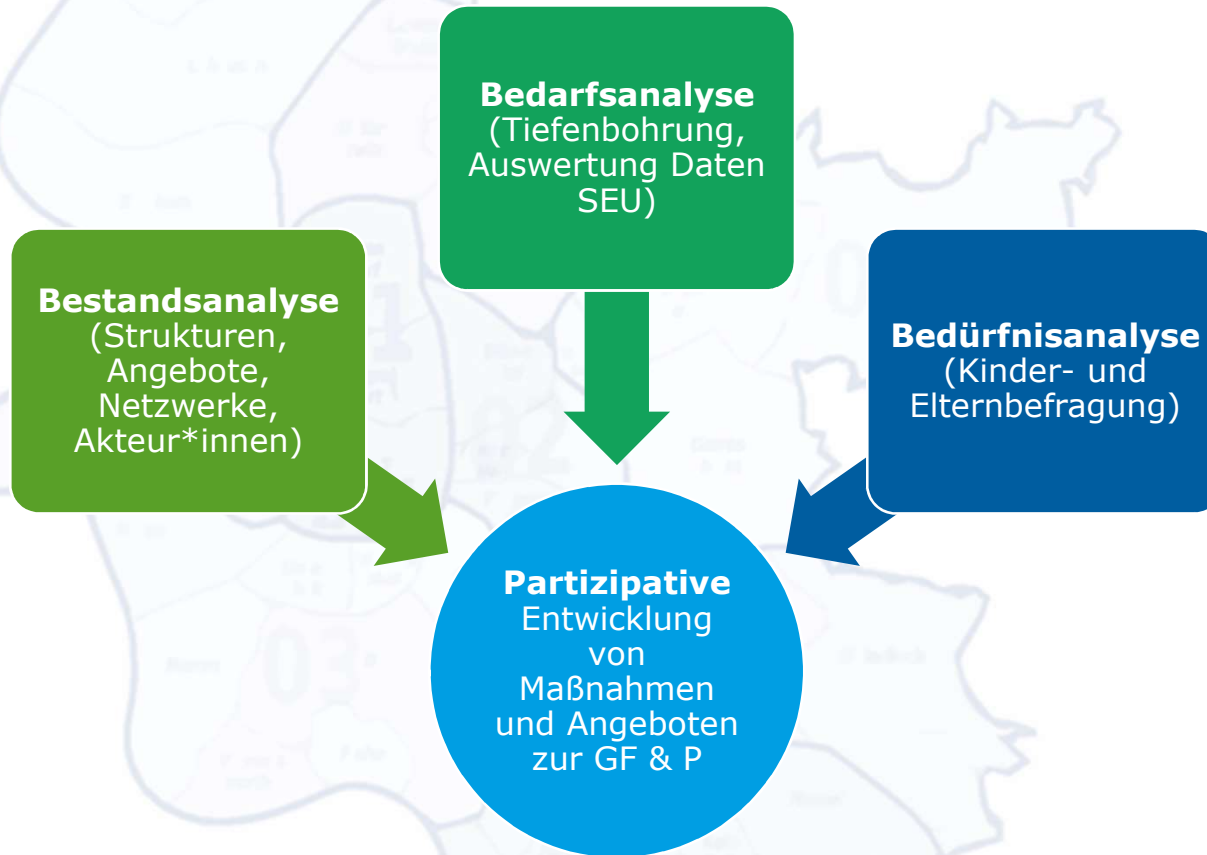 Bedarfsanalyse
(Tiefenbohrung,
Auswertung Daten
SEU)
Bestandsanalyse
(Strukturen,
Angebote,
Netzwerke,
Akteur*innen)
Bedürfnisanalyse
(Kinder- und
Elternbefragung)
Partizipative
Entwicklung
von
Maßnahmen
und Angeboten
zur GF & P
03